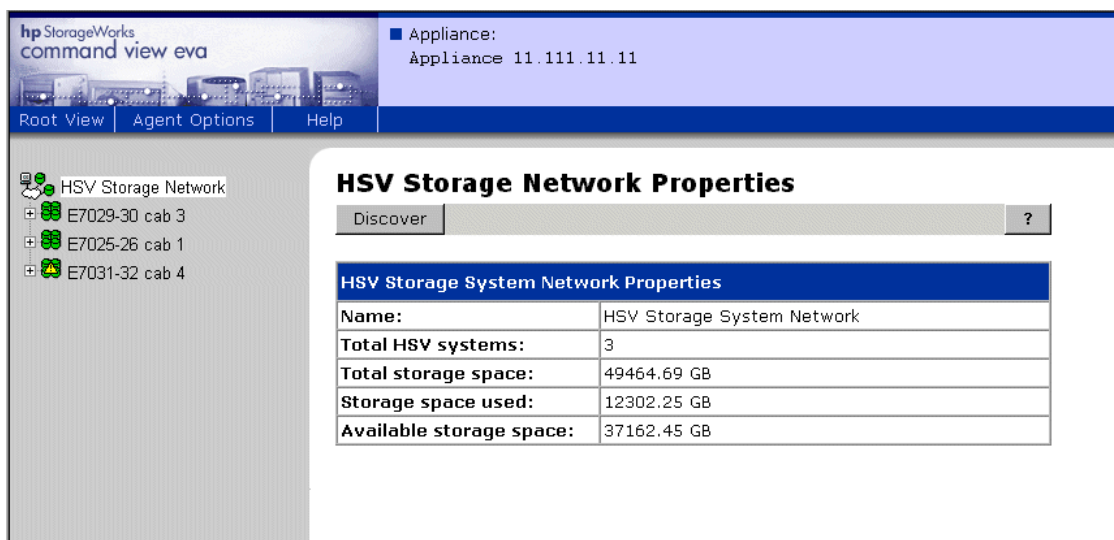 hp StorageWorks
command view eva
Appliance:
Appliance 11.111.11.11
Root View Agent Options Help
HSV Storage Network
E7029-30 cab 3
E7025-26 cab 1
E7031-32 cab 4
HSV Storage Network Properties
Discover ?
HSV Storage System Network Properties
Name: HSV Storage System Network
Total HSV systems: 3
Total storage space: 49464.69 GB
Storage space used: 12302.25 GB
Available storage space: 37162.45 GB